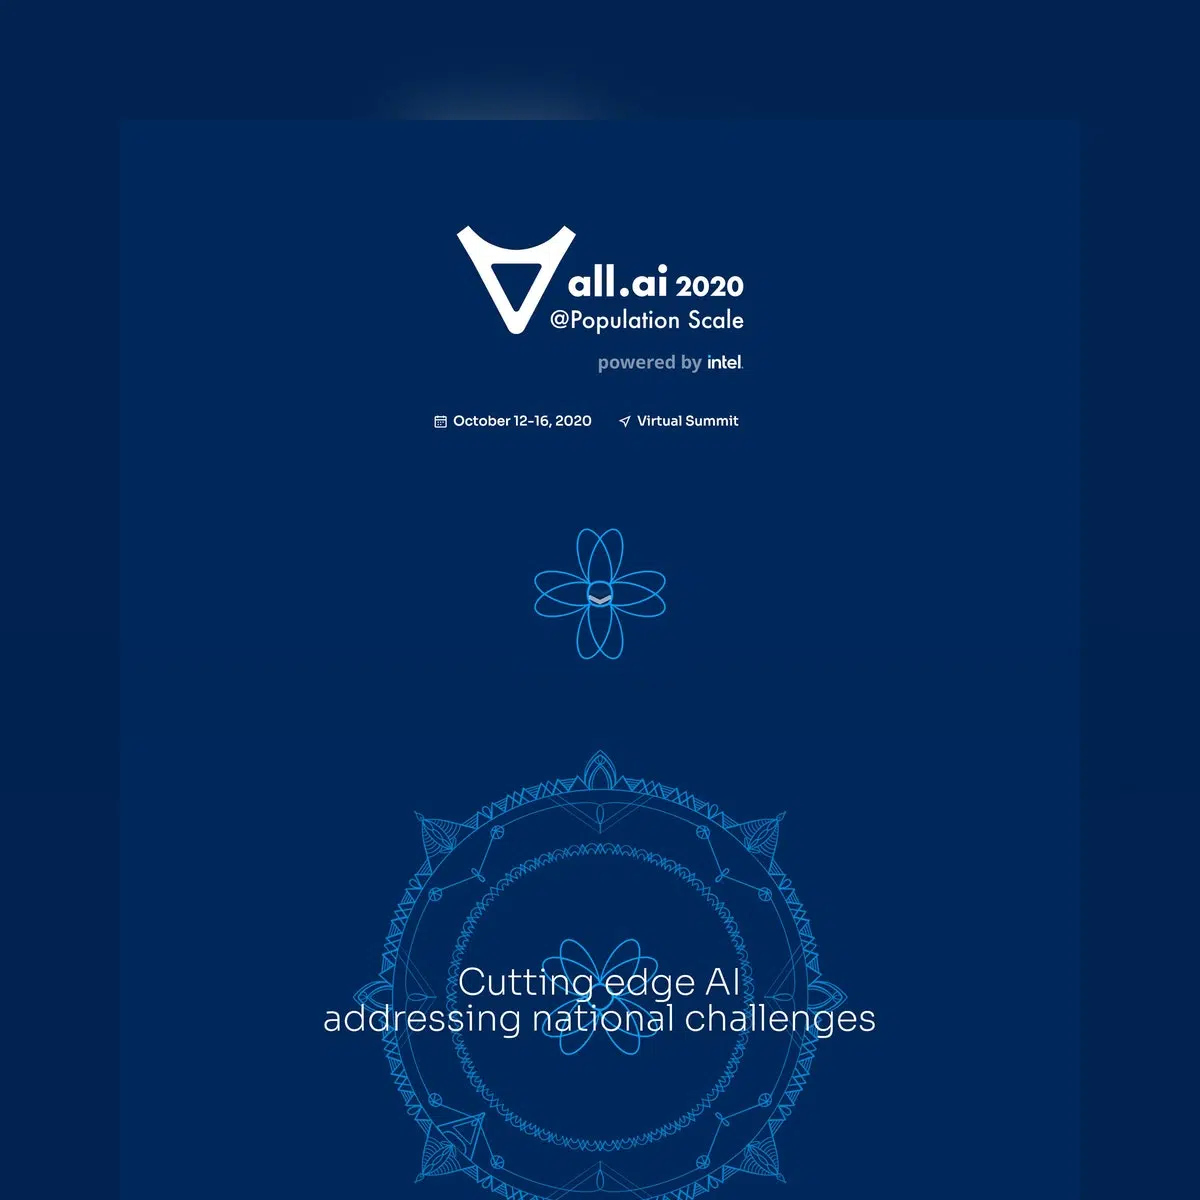 all.ai 2020
@Population Scale
powered by intel.
October 12-16, 2020
Virtual Summit
Cutting edge AI
addressing national challenges